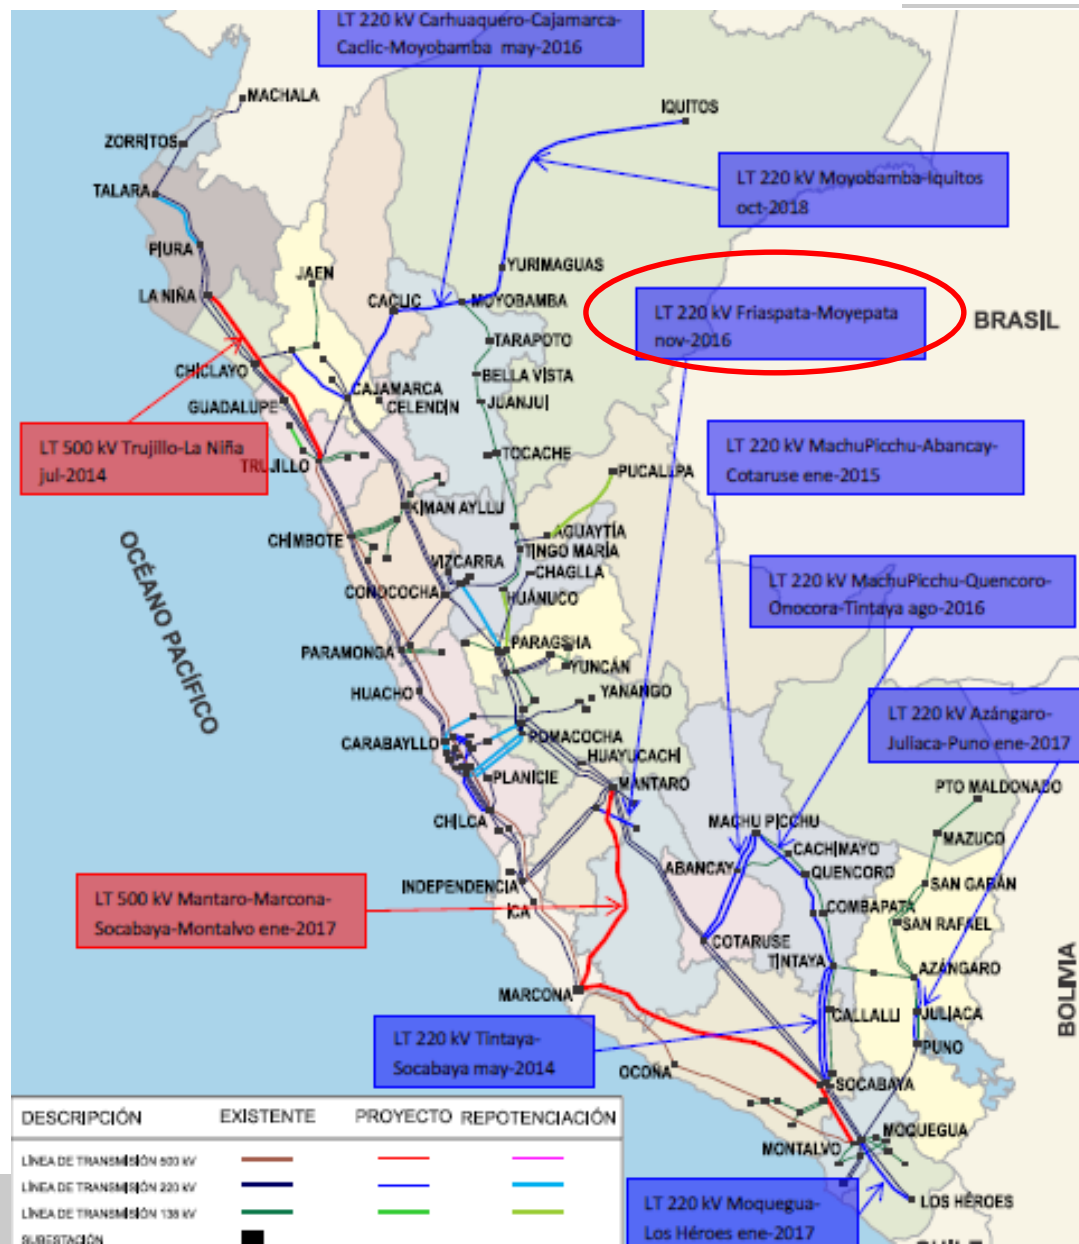 LT 220 kV Carhuaquero-Cajamarca-
Caclic-Moyobamba may-2016
MACHALA
IQUITOS
ZORRITOS
LT 220 kV Moyobamba-Iquitos
oct-2018
TALARA
PIURA
YURIMAGUAS
JAEN
LA NIÑA
CACLIC
MOYOBAMBA
LT 220 kV Friaspata-Moyepata
nov-2016
BRASIL
TARAPOTO
CHICLAYO
BELLA VISTA
CAJAMARCA
GUADALUPE
CELENDIN
JUANJUI
LT 500 kV Trujillo-La Niña
jul-2014
TRUJILLO
TOCACHE
PUCALLPA
LT 220 kV MachuPicchu-Abancay-
Cotaruse ene-2015
KIMAN AYLLU
CHIMBOTE
AGUAYTÍA
TINGO MARÍA
OCÉANO PACÍFICO
VIZCARRA
CHAGLLA
CONOCOCHA
HUÁNUCO
LT 220 kV MachuPicchu-Quencoro-
Onocora-Tintaya ago-2016
PARAMONGA
PARAGSHA
YUNCÁN
HUACHO
YANANGO
LT 220 kV Azángaro-
Juliaca-Puno ene-2017
CARABAYLLO
POMACOCHA
HUAYUCACHI
PLANICIE
MANTARO
PTO MALDONADO
CHILCA
MACHU PICCHU
MAZUCO
CACHIMAYO
ABANCAY
QUENCORO
INDEPENDENCIA
SAN GABÁN
LT 500 kV Mantaro-Marcona-
Socabaya-Montalvo ene-2017
ICA
COMBAPATA
SAN RAFAEL
COTARUSE
TINTAYA
AZÁNGARO
BOLIVIA
MARCONA
CALLALLI
JULIACA
LT 220 kV Tintaya-
Socabaya may-2014
PUNO
OCOÑA
SOCABAYA
MOQUEGUA
MONTALVO
LT 220 kV Moquegua-
Los Héroes ene-2017
LOS HÉROES
CHILE
DESCRIPCIÓN EXISTENTE PROYECTO REPOTENCIACIÓN
LÍNEA DE TRANSMISIÓN 500 kV
LÍNEA DE TRANSMISIÓN 220 kV
LÍNEA DE TRANSMISIÓN 138 kV
SUBESTACIÓN